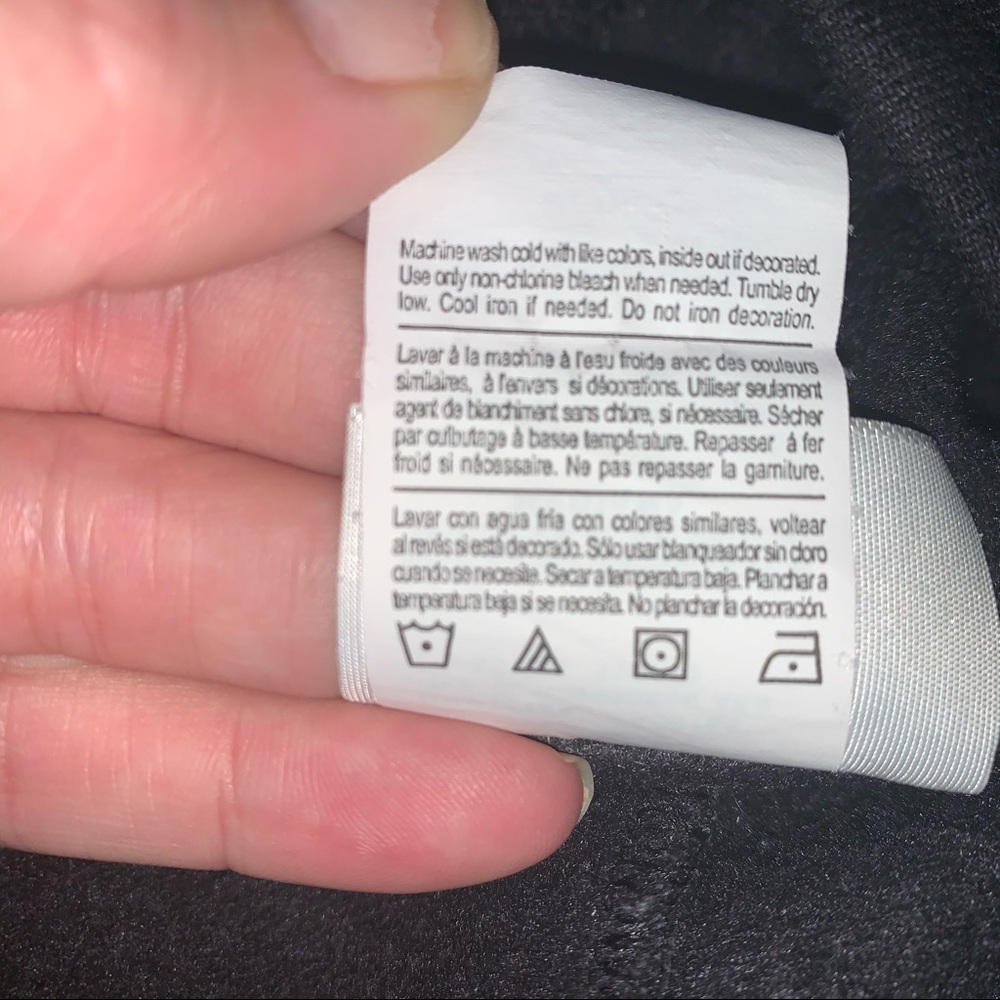 Machine wash cold with like colors, inside out if decorated.
Use only non-chlorine bleach when needed. Tumble dry
low. Cool iron if needed. Do not iron decoration.
Laver à la machine à l'eau froide avec des couleurs
similaires, à l'envers si décorations. Utiliser seulement
agent de blanchiment sans chlore, si nécessaire. Sécher
par culbutage à basse température. Repasser á fer
froid si nécessaire. Ne pas repasser la garniture.
Lavar con agua fría con colores similares, voltear
al revés si está decorado. Sólo usar blanqueador sin cloro
cuando se necesite. Secar a temperatura baja. Planchar a
temperatura baja si se necesita. No planchar la decoración.